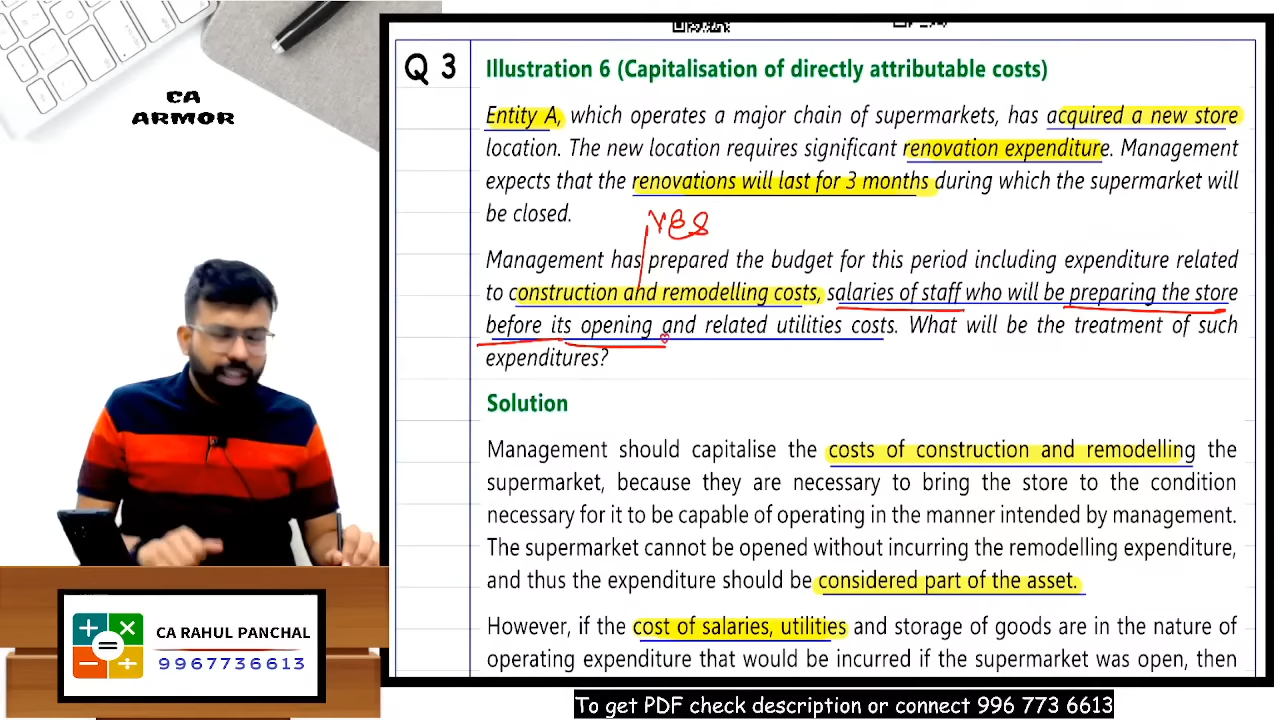 CA
ARMOR
Q 3
Illustration 6 (Capitalisation of directly attributable costs)
Entity A, which operates a major chain of supermarkets, has acquired a new store
location. The new location requires significant renovation expenditure. Management
expects that the renovations will last for 3 months during which the supermarket will
be closed.
YES
Management has prepared the budget for this period including expenditure related
to construction and remodelling costs, salaries of staff who will be preparing the store
before its opening and related utilities costs. What will be the treatment of such
expenditures?
Solution
Management should capitalise the costs of construction and remodelling the
supermarket, because they are necessary to bring the store to the condition
necessary for it to be capable of operating in the manner intended by management.
The supermarket cannot be opened without incurring the remodelling expenditure,
and thus the expenditure should be considered part of the asset.
However, if the cost of salaries, utilities and storage of goods are in the nature of
operating expenditure that would be incurred if the supermarket was open, then
CA RAHUL PANCHAL
9967736613
To get PDF check description or connect 996 773 6613